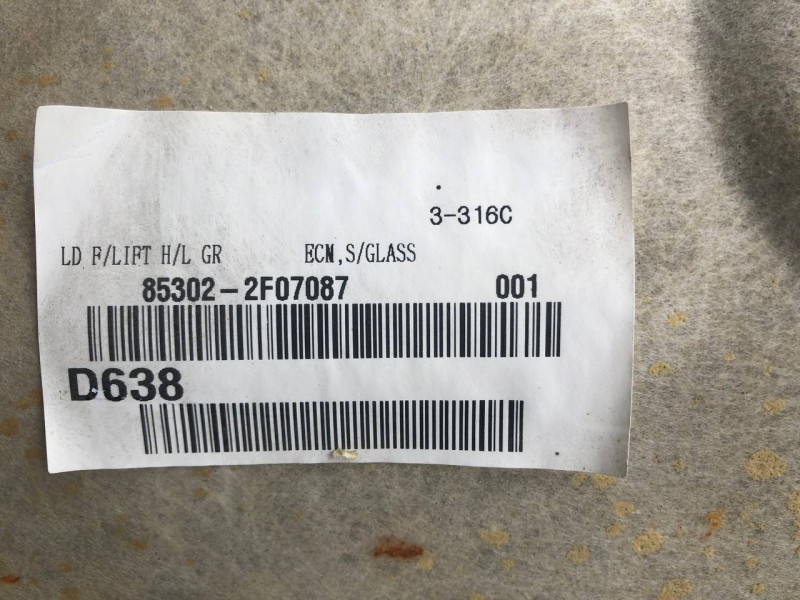 3-316C
LD F/LIFT H/L GR ECM,S/GLASS
85302-2F07087 001
D638